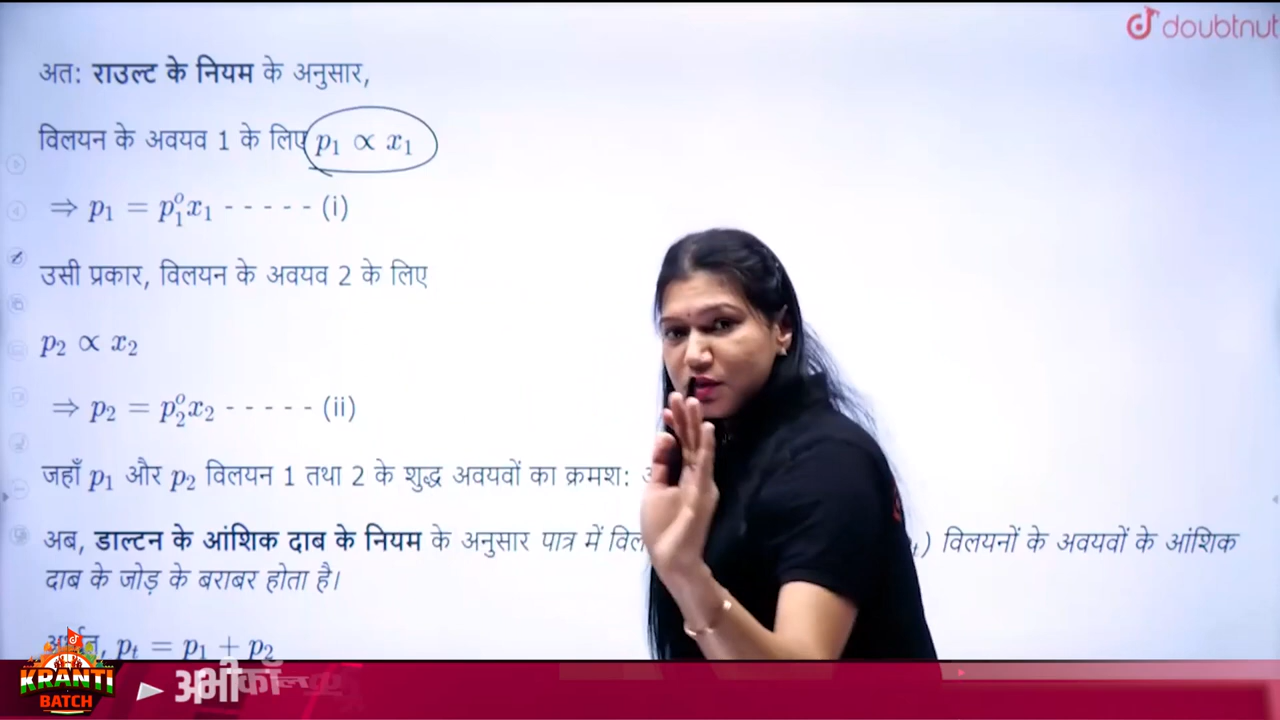 doubtnut
अत: राउल्ट के नियम के अनुसार,
विलयन के अवयव 1 के लिए p₁ ∝ x₁
⇒ p₁ = p₁ᵒx₁ - - - - - (i)
उसी प्रकार, विलयन के अवयव 2 के लिए
p₂ ∝ x₂
⇒ p₂ = p₂ᵒx₂ - - - - - (ii)
जहाँ p₁ और p₂ विलयन 1 तथा 2 के शुद्ध अवयवों का क्रमश:
अब, डाल्टन के आंशिक दाब के नियम के अनुसार पात्र में ) विलयनों के अवयवों के आंशिक
दाब के जोड़ के बराबर होता है।
pₜ = p₁ + p₂
KRANTI
BATCH
अभी कॉल